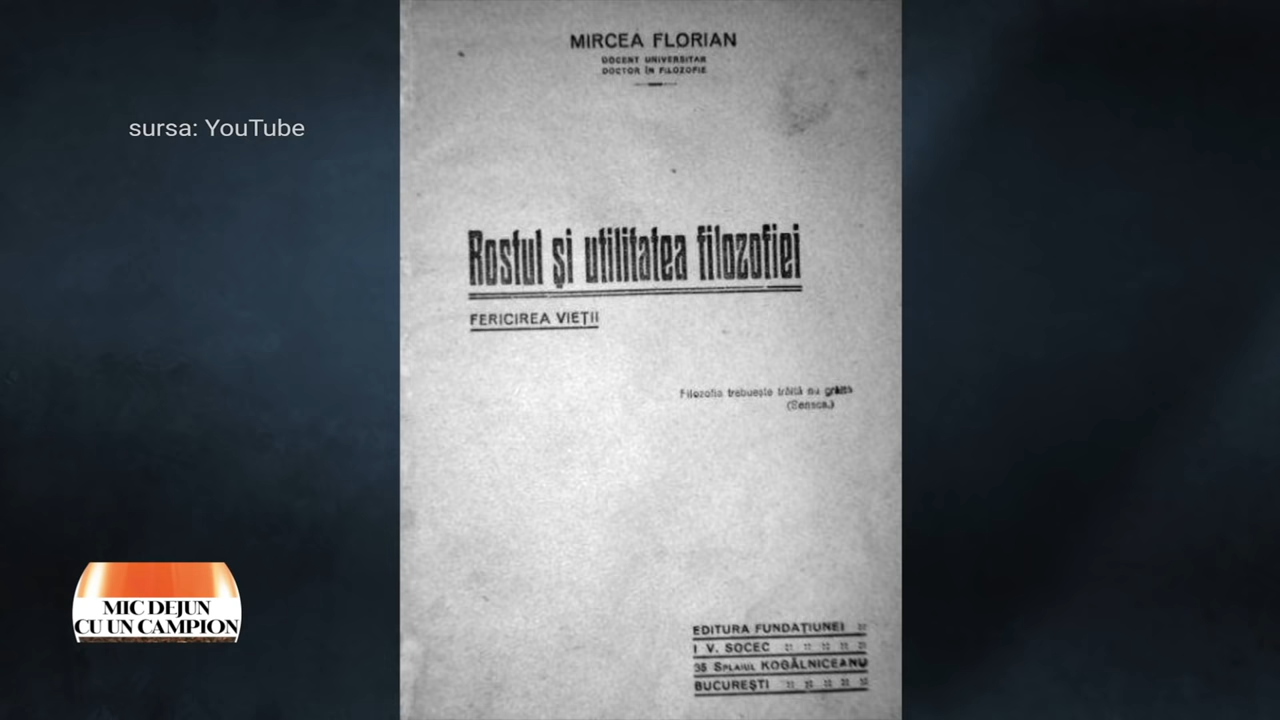 MIRCEA FLORIAN
DOCENT UNIVERSITAR
DOCTOR ÎN FILOZOFIE
sursa: YouTube
Rostul și utilitatea filozofiei
FERICIREA VIEȚII
Filozofia trebuește trăită nu grăită
(Seneca.)
MIC DEJUN
CU UN CAMPION
EDITURA FUNDAȚIUNEI
I V. SOCEC
35 SPLAIUL KOGĂLNICEANU
BUCUREȘTI